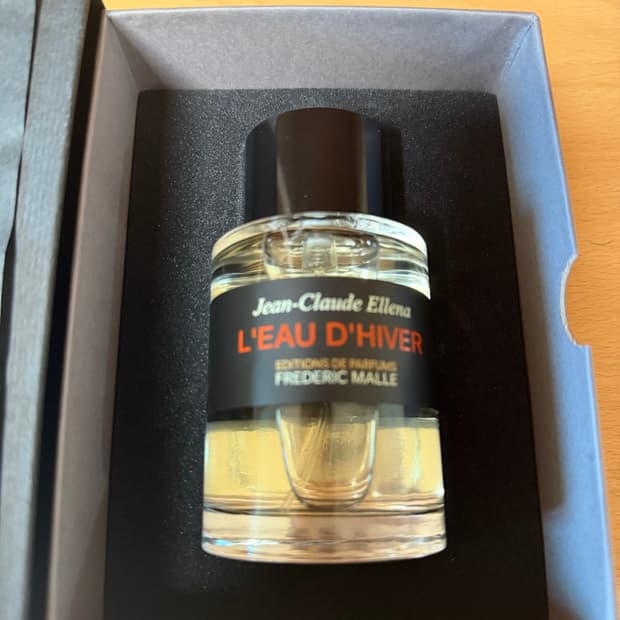 Jean-Claude Ellena
L'EAU D'HIVER
EDITIONS DE PARFUMS
FREDERIC MALLE